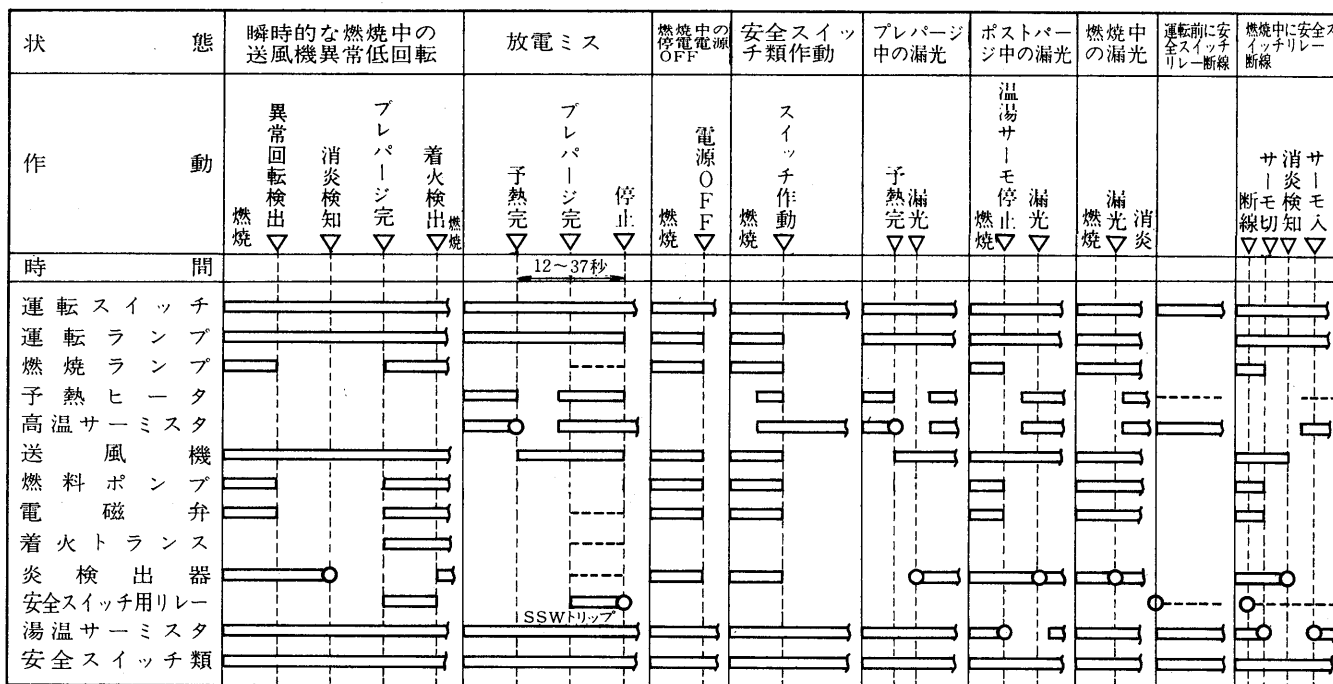 状態
瞬時的な燃焼中の
送風機異常低回転
放電ミス
燃焼中の
停電電源
OFF
安全スイッ
チ類作動
プレパージ
中の漏光
ポストパー
ジ中の漏光
燃焼中
の漏光
運転前に安
全スイッチ
リレー断線
燃焼中に安全ス
イッチリレー
断線
作動
燃焼
異常回転検出
消炎検知
プレパージ完
着火検出
燃焼
予熱完
プレパージ完
停止
燃焼
電源OFF
燃焼
スイッチ作動
予熱完
漏光
燃焼
温湯サーモ停止
漏光
燃焼
漏光
消炎
断線
サーモ切
消炎検知
サーモ入
時間
12～37秒
運転スイッチ
運転ランプ
燃焼ランプ
予熱ヒータ
高温サーミスタ
送風機
燃料ポンプ
電磁弁
着火トランス
炎検出器
安全スイッチ用リレー
SSWトリップ
湯温サーミスタ
安全スイッチ類